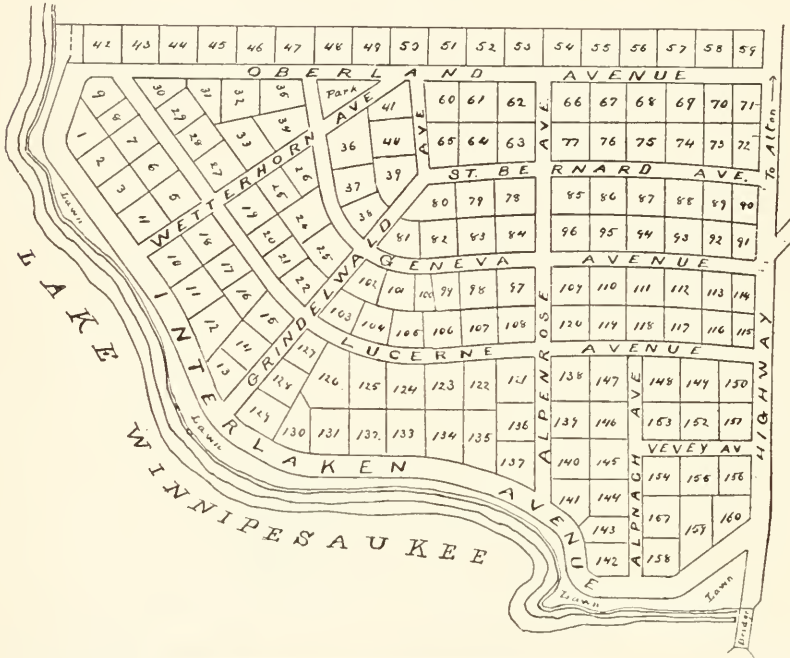 42 43 44 45 46 47 48 49 50 51 52 53 54 55 56 57 58 59
OBERLAND AVENUE
To Alton
9 8 7 6 5
1 2 3 4
30 29 28 27
31 32 35
33 34
Park
WETTERHORN AVE
41
36 40
37 39
38
AVE
60 61 62
65 64 63
AVE
66 67 68 69 70 71
77 76 75 74 73 72
ST. BERNARD AVE.
80 79 78
81 82 83 84
85 86 87 88 89 90
96 95 94 93 92 91
26 25 24 23
19 20 21 22
18 17 16 15
10 11 12 14 13
GRINDELWALD
GENEVA AVENUE
102 101 100 99 98 97
103 104 105 106 107 108
109 110 111 112 113 114
120 119 118 117 116 115
LUCERNE AVENUE
127 128 129
126 125 124 123 122 121
130 131 132 133 134 135
136
137
ALPENROSE
138 147
139 146
140 145
141 144
143
142
ALPNACH AVE
148 149 150
153 152 151
VEVEY AV
154 155 156
157 159 160
158
HIGHWAY
INTERLAKEN AVENUE
Lawn
Lawn
Lawn
Lawn
Bridge
LAKE
WINNIPESAUKEE